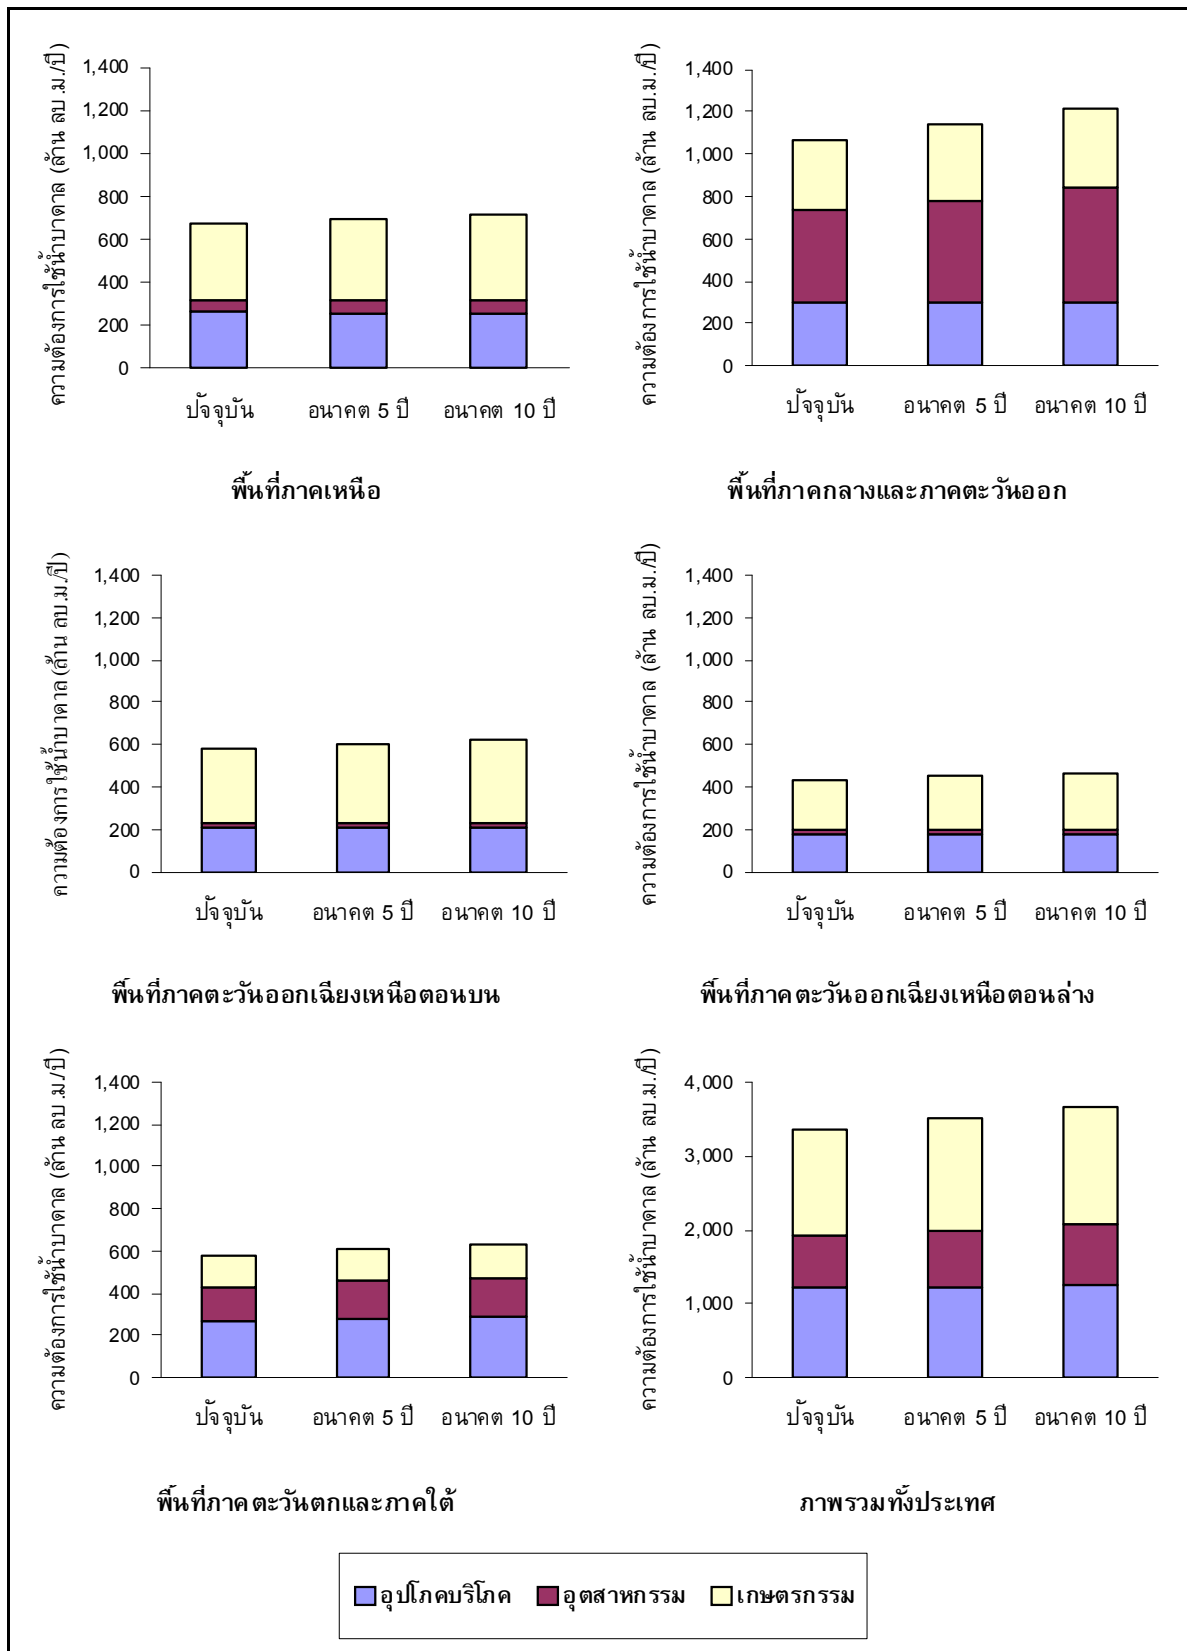 ความต้องการใช้น้ำบาดาล (ล้าน ลบ.ม./ปี)
1,400
1,200
1,000
800
600
400
200
0
ปัจจุบัน อนาคต 5 ปี อนาคต 10 ปี
พื้นที่ภาคเหนือ
ความต้องการใช้น้ำบาดาล (ล้าน ลบ.ม./ปี)
1,400
1,200
1,000
800
600
400
200
0
ปัจจุบัน อนาคต 5 ปี อนาคต 10 ปี
พื้นที่ภาคกลางและภาคตะวันออก
ความต้องการใช้น้ำบาดาล (ล้าน ลบ.ม./ปี)
1,400
1,200
1,000
800
600
400
200
0
ปัจจุบัน อนาคต 5 ปี อนาคต 10 ปี
พื้นที่ภาคตะวันออกเฉียงเหนือตอนบน
ความต้องการใช้น้ำบาดาล (ล้าน ลบ.ม./ปี)
1,400
1,200
1,000
800
600
400
200
0
ปัจจุบัน อนาคต 5 ปี อนาคต 10 ปี
พื้นที่ภาคตะวันออกเฉียงเหนือตอนล่าง
ความต้องการใช้น้ำบาดาล (ล้าน ลบ.ม./ปี)
1,400
1,200
1,000
800
600
400
200
0
ปัจจุบัน อนาคต 5 ปี อนาคต 10 ปี
พื้นที่ภาคตะวันตกและภาคใต้
ความต้องการใช้น้ำบาดาล (ล้าน ลบ.ม./ปี)
4,000
3,000
2,000
1,000
0
ปัจจุบัน อนาคต 5 ปี อนาคต 10 ปี
ภาพรวมทั้งประเทศ
อุปโภคบริโภค อุตสาหกรรม เกษตรกรรม